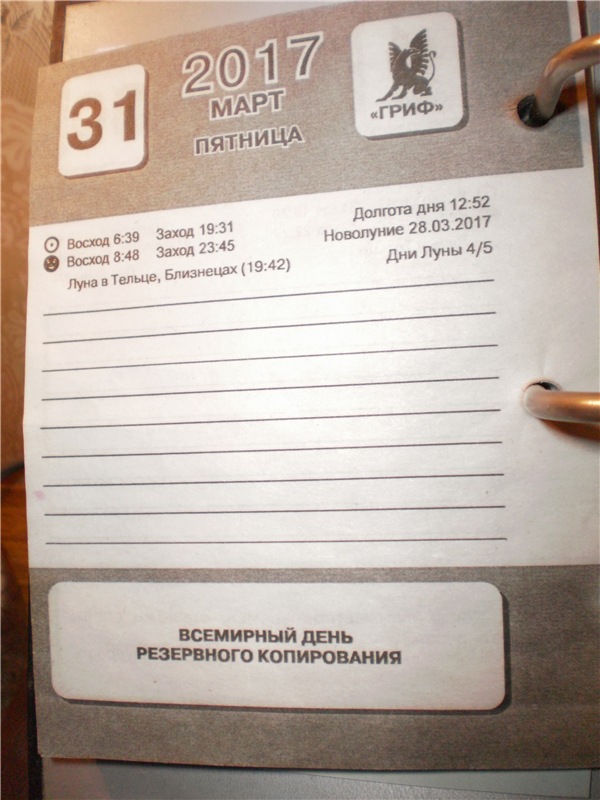 31
2017
МАРТ
ПЯТНИЦА
«ГРИФ»
Восход 6:39 Заход 19:31
Восход 8:48 Заход 23:45
Луна в Тельце, Близнецах (19:42)
Долгота дня 12:52
Новолуние 28.03.2017
Дни Луны 4/5
ВСЕМИРНЫЙ ДЕНЬ
РЕЗЕРВНОГО КОПИРОВАНИЯ